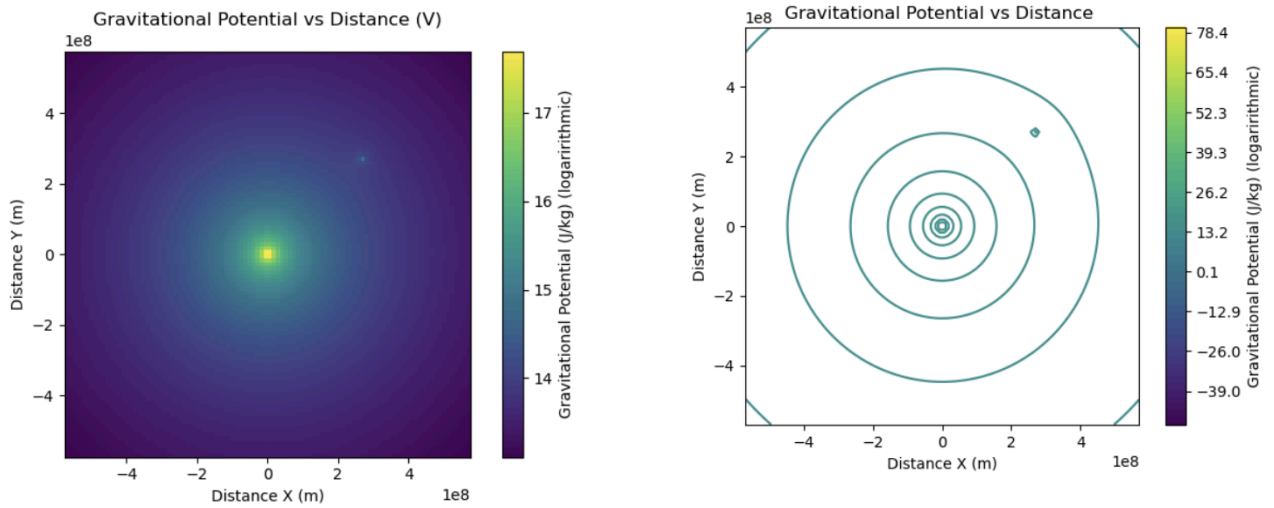 Gravitational Potential vs Distance (V)
1e8
4
2
0
−2
−4
−4
−2
0
2
4
1e8
Distance X (m)
Distance Y (m)
17
16
15
14
Gravitational Potential (J/kg) (logaririthmic)
Gravitational Potential vs Distance
1e8
4
2
0
−2
−4
−4
−2
0
2
4
1e8
Distance X (m)
Distance Y (m)
78.4
65.4
52.3
39.3
26.2
13.2
0.1
−12.9
−26.0
−39.0
Gravitational Potential (J/kg) (logaririthmic)